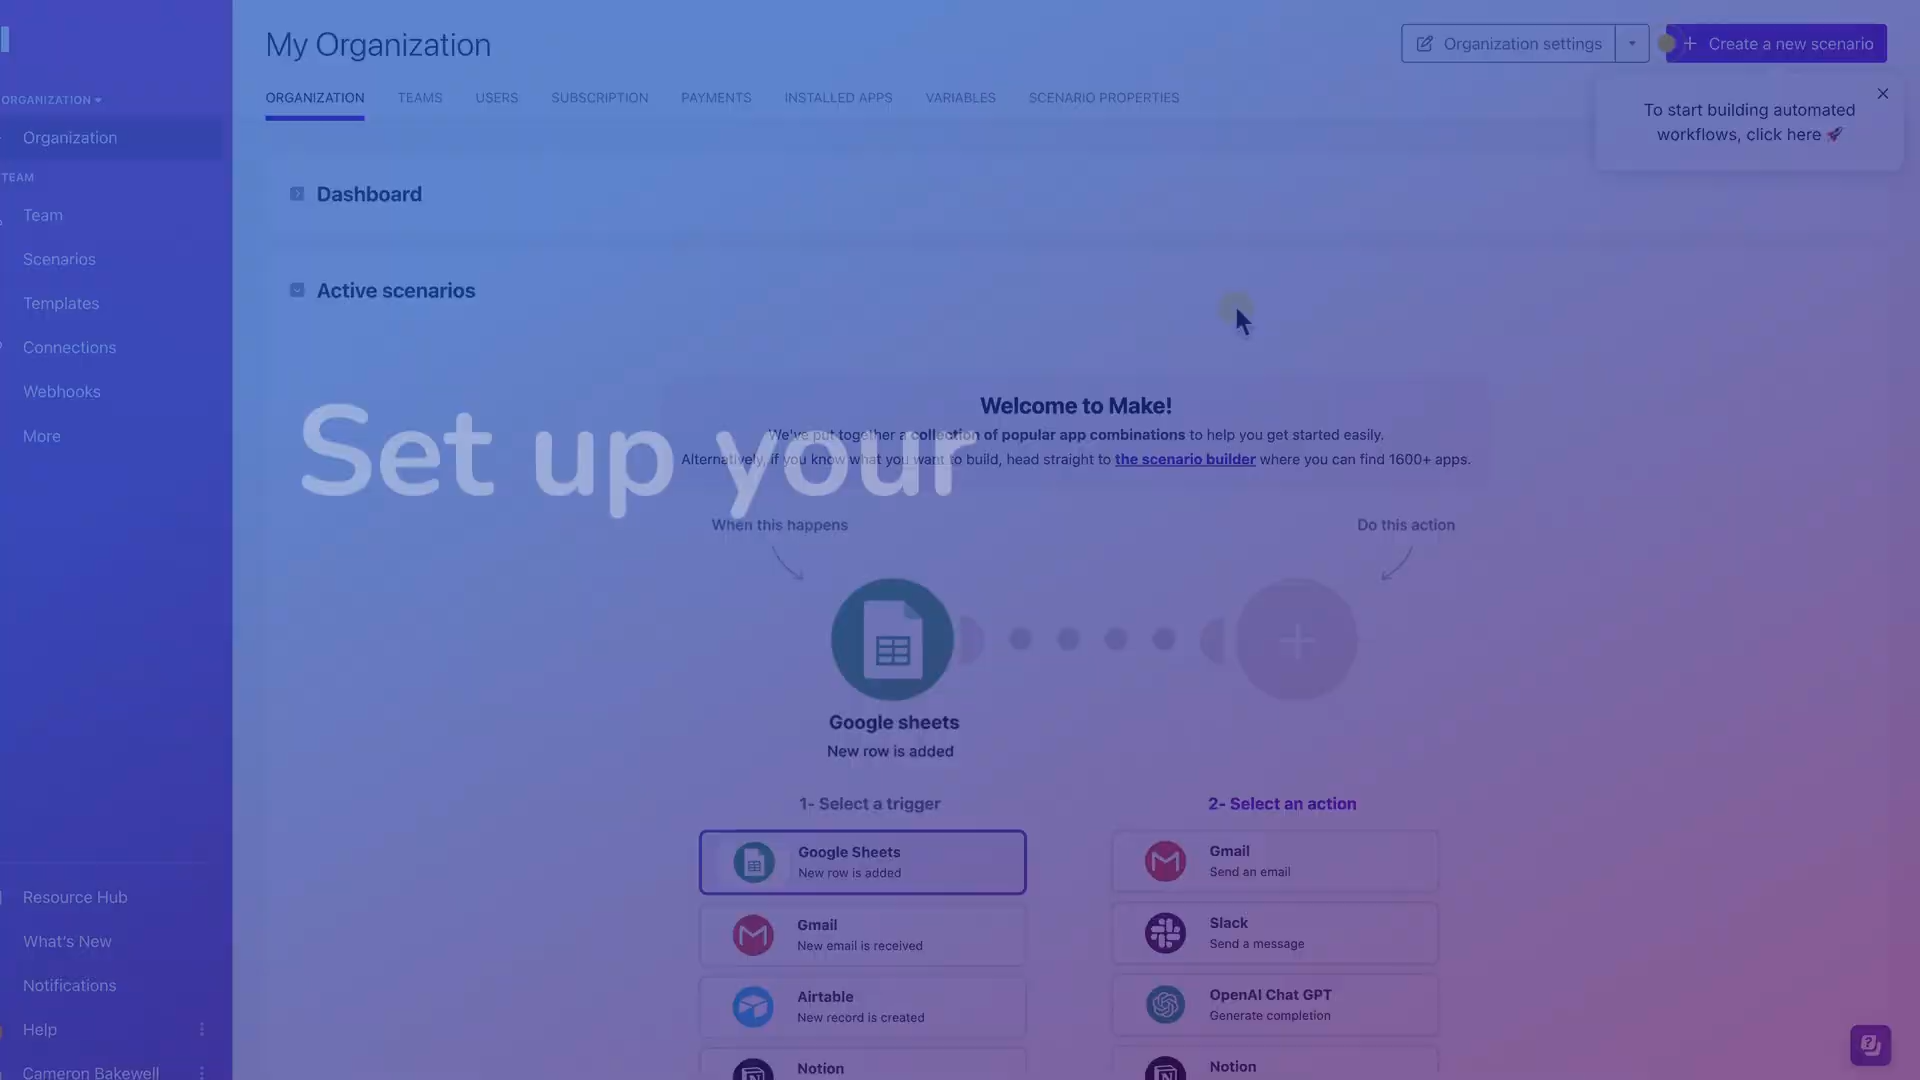 My Organization
Organization settings
Create a new scenario
ORGANIZATION
ORGANIZATION TEAMS USERS SUBSCRIPTION PAYMENTS INSTALLED APPS VARIABLES SCENARIO PROPERTIES
To start building automated
workflows, click here 🚀
Organization
TEAM
Team
Scenarios
Templates
Connections
Webhooks
More
Dashboard
Active scenarios
Set up your
Welcome to Make!
We've put together a collection of popular app combinations to help you get started easily.
Alternatively, if you know what you want to build, head straight to the scenario builder where you can find 1600+ apps.
When this happens
Do this action
Google sheets
New row is added
1- Select a trigger
Google Sheets
New row is added
Gmail
New email is received
Airtable
New record is created
Notion
2- Select an action
Gmail
Send an email
Slack
Send a message
OpenAI Chat GPT
Generate completion
Notion
Resource Hub
What's New
Notifications
Help
Cameron Bakewell